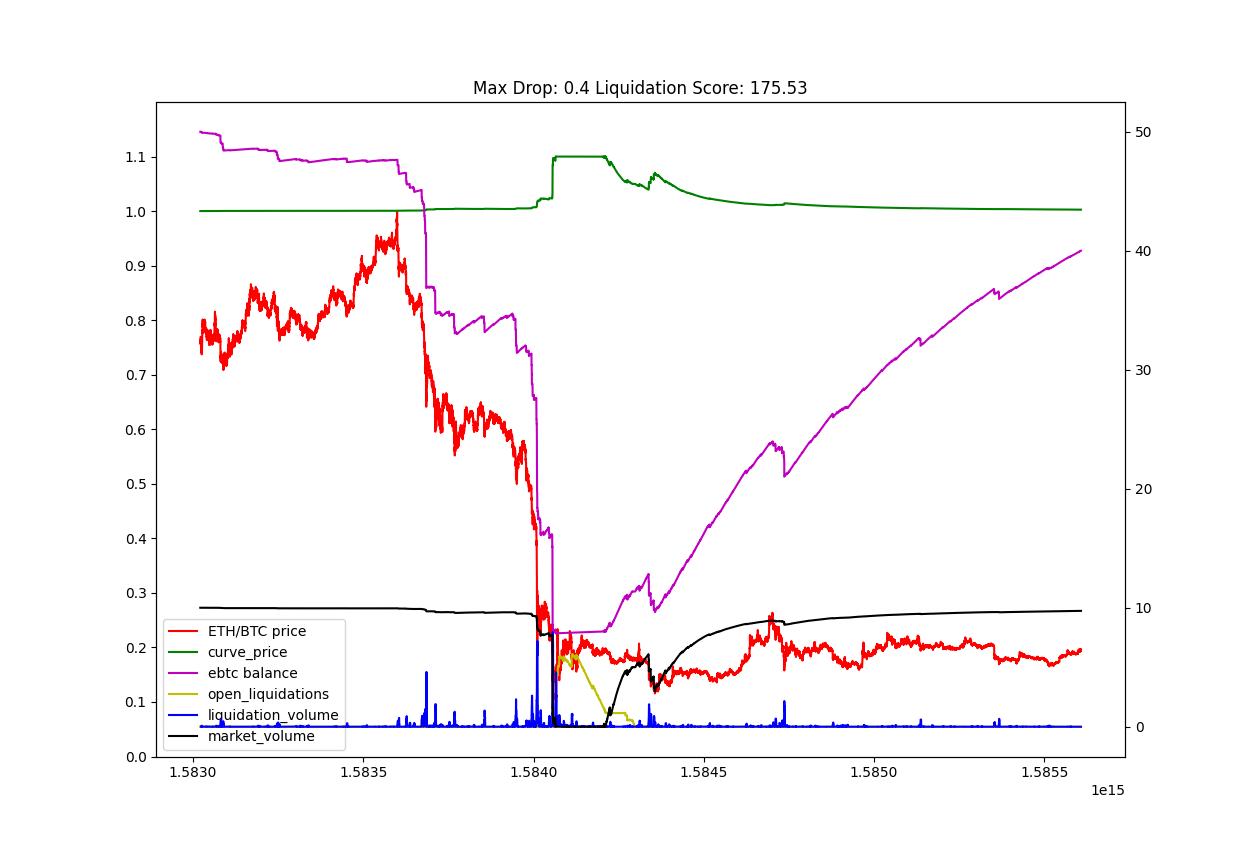 Max Drop: 0.4 Liquidation Score: 175.53
1.1
1.0
0.9
0.8
0.7
0.6
0.5
0.4
0.3
0.2
0.1
0.0
50
40
30
20
10
0
ETH/BTC price
curve_price
ebtc balance
open_liquidations
liquidation_volume
market_volume
1.5830 1.5835 1.5840 1.5845 1.5850 1.5855
1e15